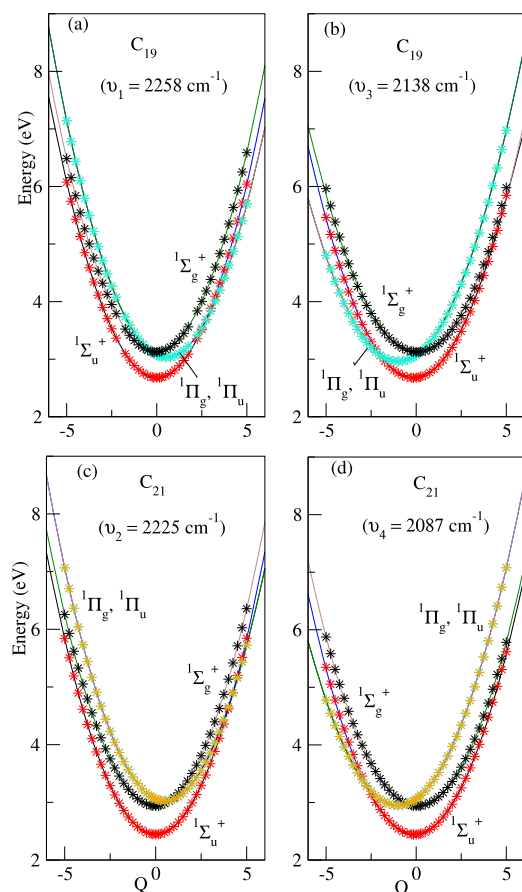 (a)
C19
(υ1 = 2258 cm-1)
1Σg+
1Σu+
1Πg, 1Πu
8
6
4
2
Energy (eV)
-5 0 5
(b)
C19
(υ3 = 2138 cm-1)
1Σg+
1Σu+
1Πg, 1Πu
8
6
4
2
-5 0 5
(c)
C21
(υ2 = 2225 cm-1)
1Πg, 1Πu
1Σg+
1Σu+
8
6
4
2
Energy (eV)
-5 0 5
Q
(d)
C21
(υ4 = 2087 cm-1)
1Πg, 1Πu
1Σg+
1Σu+
8
6
4
2
-5 0 5
Q